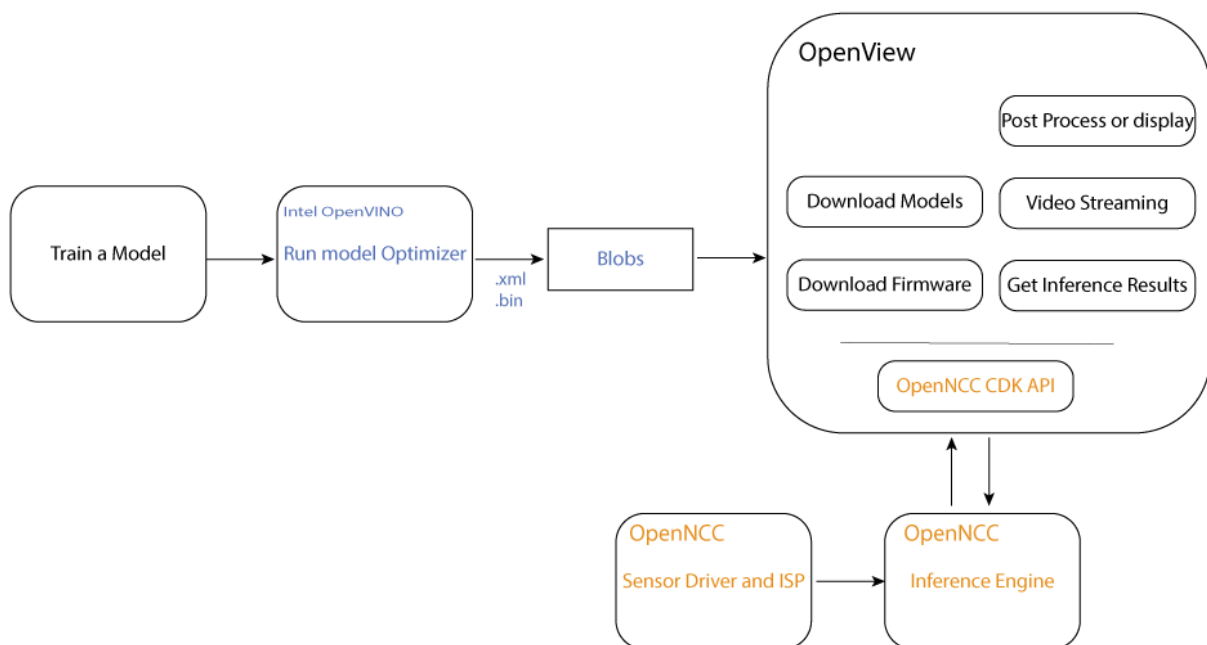 OpenView
Post Process or display
Download Models
Video Streaming
Download Firmware
Get Inference Results
OpenNCC CDK API
Train a Model
Intel OpenVINO
Run model Optimizer
.xml
.bin
Blobs
OpenNCC
Sensor Driver and ISP
OpenNCC
Inference Engine